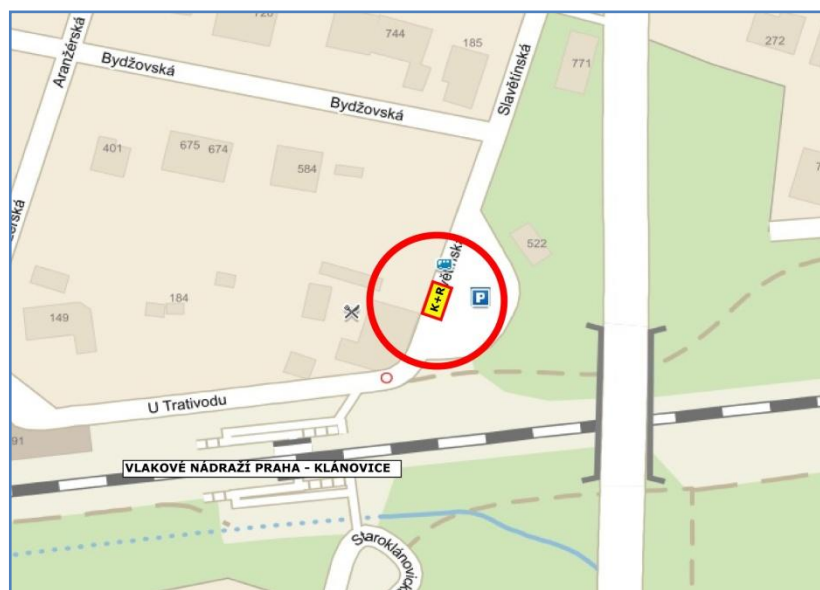 720
744
185
771
272
Aranžérská
Bydžovská
Slavětínská
Bydžovská
401
675
674
584
522
184
149
K+R
P
U Trativodu
91
VLAKOVÉ NÁDRAŽÍ PRAHA - KLÁNOVICE